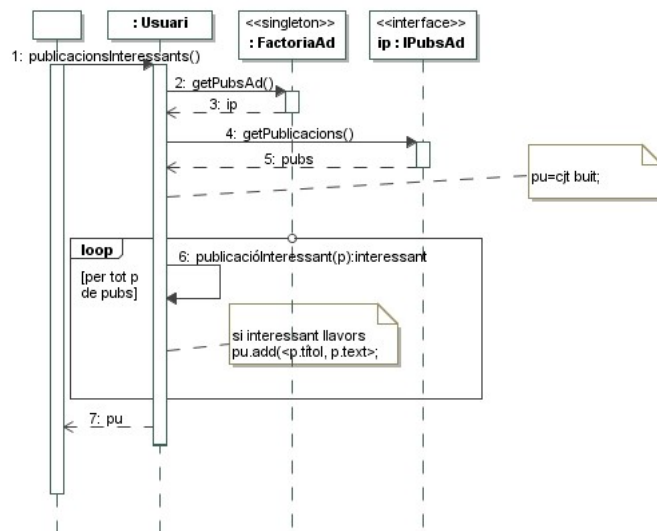 : Usuari
<<singleton>>
: FactoriaAd
<<interface>>
ip : IPubsAd
1: publicacionsInteressants()
2: getPubsAd()
3: ip
4: getPublicacions()
5: pubs
pu=cjt buit;
loop
[per tot p
de pubs]
6: publicacióInteressant(p):interessant
si interessant llavors
pu.add(<p.títol, p.text>;
7: pu